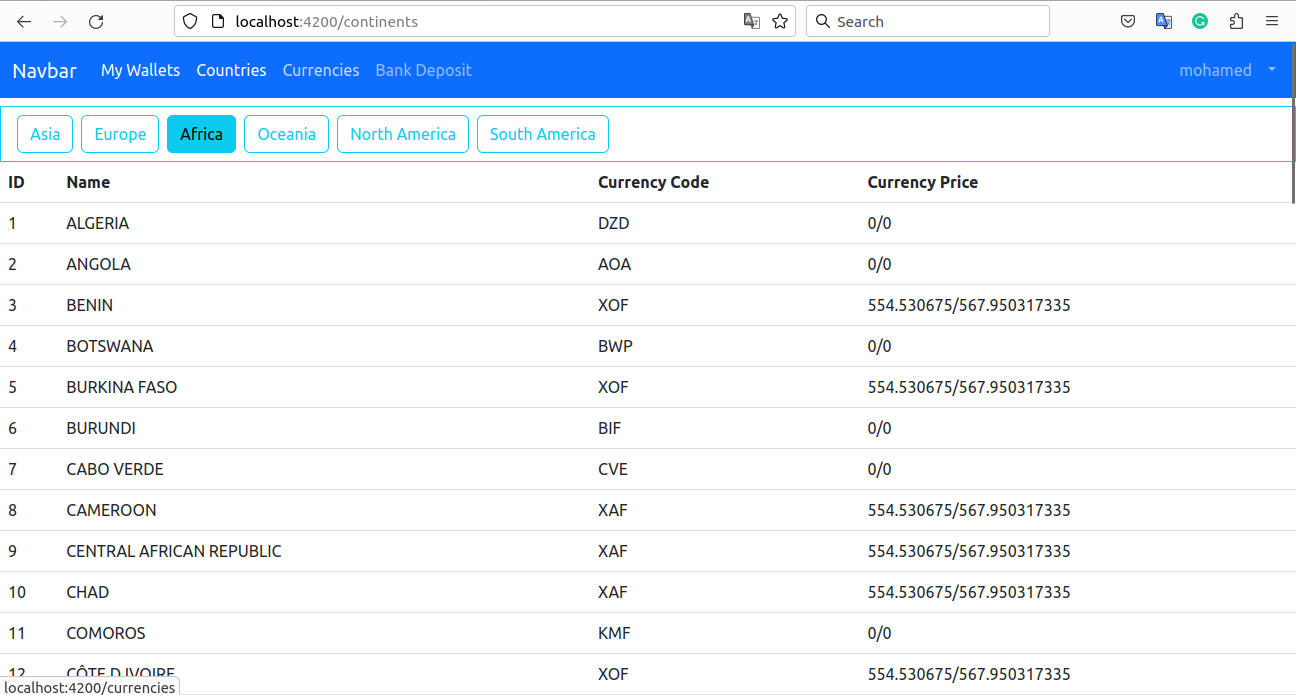 localhost:4200/continents
Search
Navbar My Wallets Countries Currencies Bank Deposit mohamed
Asia Europe Africa Oceania North America South America
ID Name Currency Code Currency Price
1 ALGERIA DZD 0/0
2 ANGOLA AOA 0/0
3 BENIN XOF 554.530675/567.950317335
4 BOTSWANA BWP 0/0
5 BURKINA FASO XOF 554.530675/567.950317335
6 BURUNDI BIF 0/0
7 CABO VERDE CVE 0/0
8 CAMEROON XAF 554.530675/567.950317335
9 CENTRAL AFRICAN REPUBLIC XAF 554.530675/567.950317335
10 CHAD XAF 554.530675/567.950317335
11 COMOROS KMF 0/0
12 CÔTE D IVOIRE XOF 554.530675/567.950317335
localhost:4200/currencies